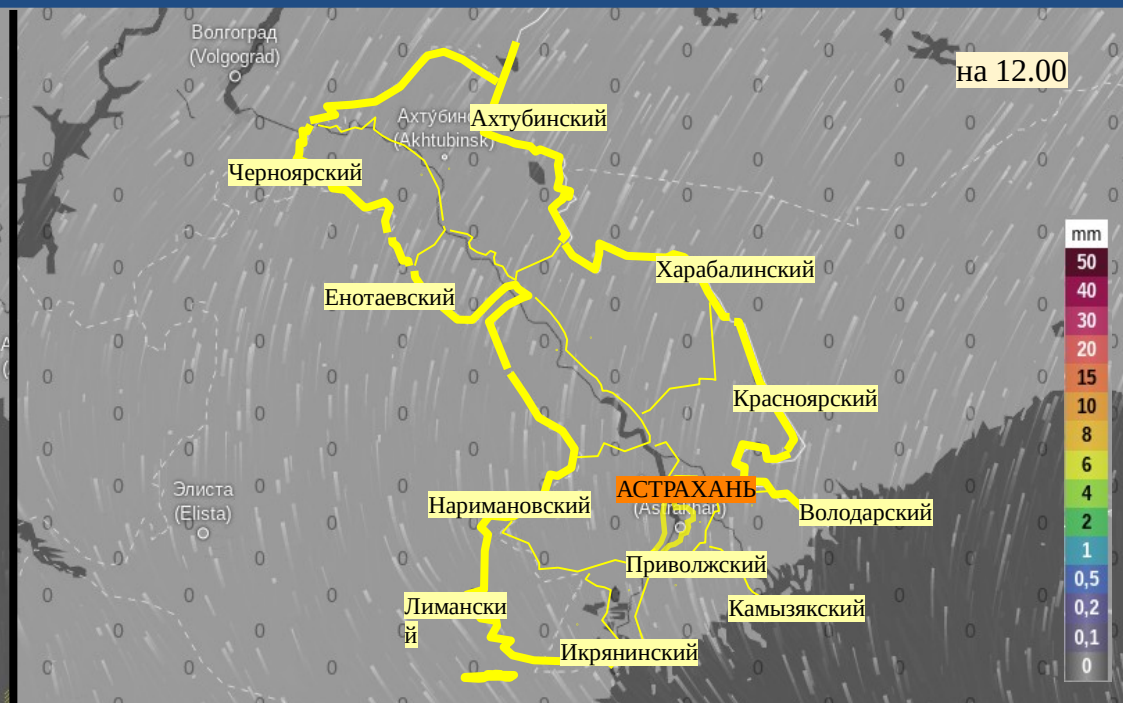 Волгоград
(Volgograd)
на 12.00
Ахтубин
(Akhtubinsk)
Ахтубинский
Черноярский
Харабалинский
Енотаевский
Красноярский
Элиста
(Elista)
АСТРАХАНЬ
(Astrakhan)
Наримановский
Володарский
Приволжский
Лимански
й
Камызякский
Икрянинский
mm
50
40
30
20
15
10
8
6
4
2
1
0,5
0,2
0,1
0